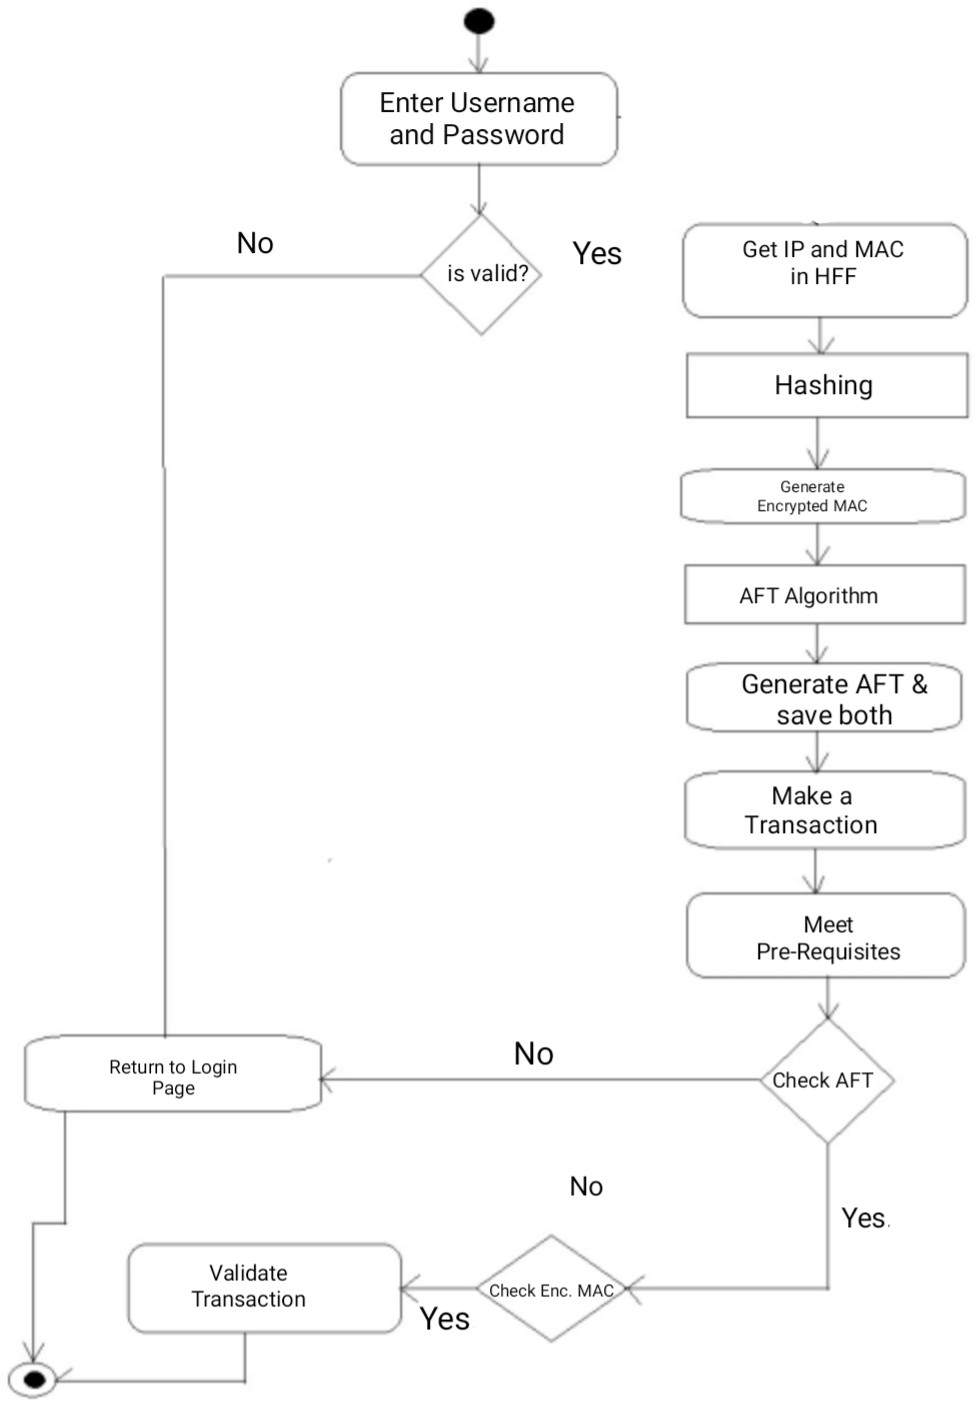 Enter Username
and Password
No
is valid?
Yes
Get IP and MAC
in HFF
Hashing
Generate
Encrypted MAC
AFT Algorithm
Generate AFT &
save both
Make a
Transaction
Meet
Pre-Requisites
Check AFT
No
Return to Login
Page
Yes.
No
Check Enc. MAC
Yes
Validate
Transaction